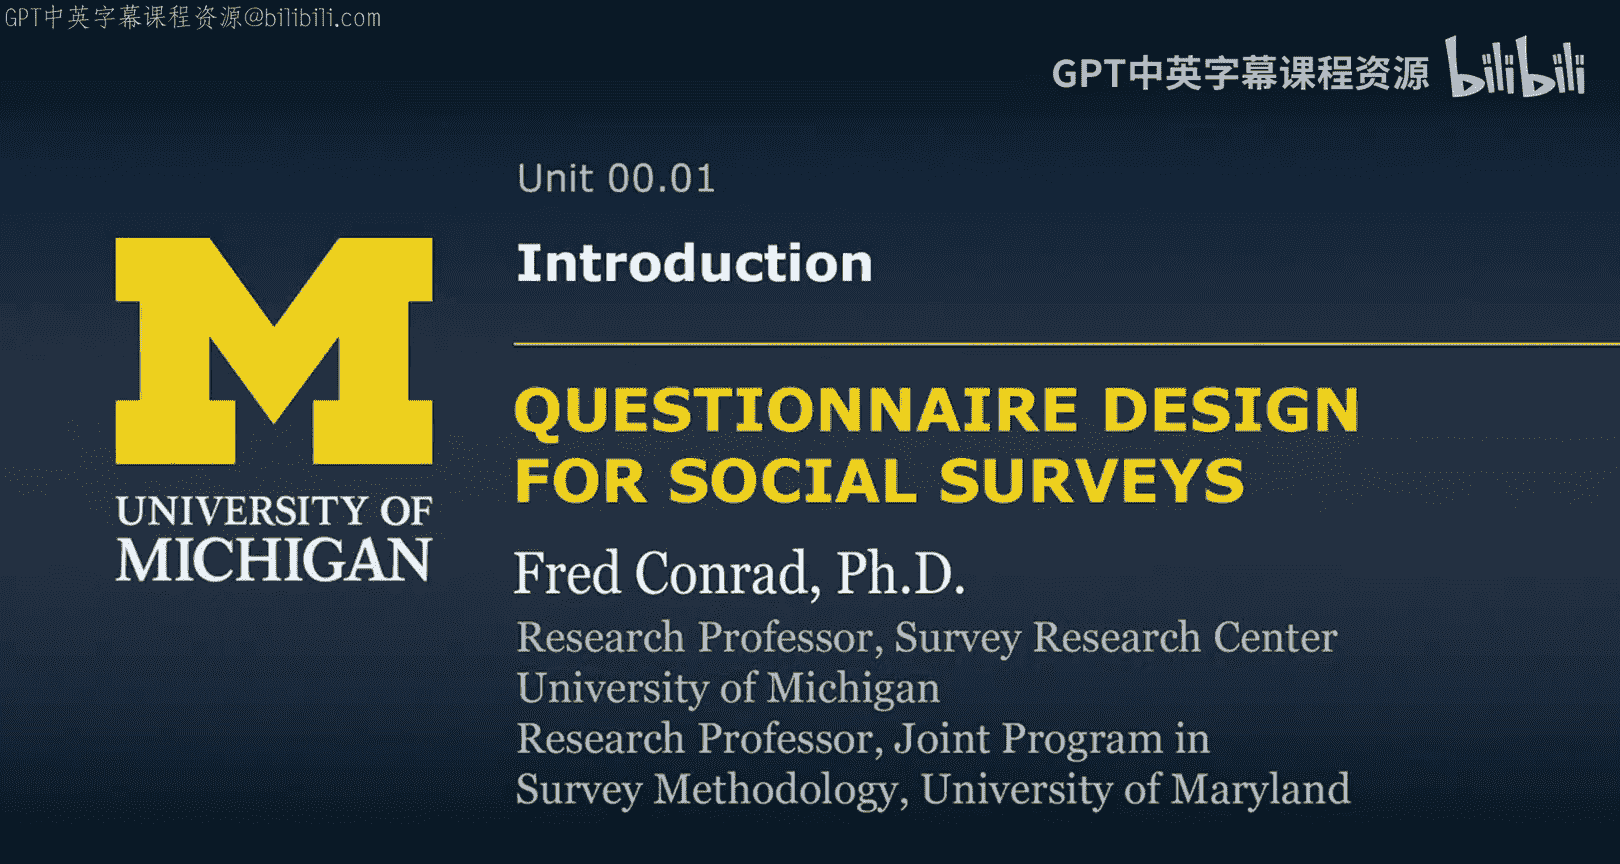 GPT中英字幕课程资源@bilibili.com
GPT中英字幕课程资源 bilibili
Unit 00.01
Introduction
QUESTIONNAIRE DESIGN
FOR SOCIAL SURVEYS
Fred Conrad, Ph.D.
Research Professor, Survey Research Center
University of Michigan
Research Professor, Joint Program in
Survey Methodology, University of Maryland
M
UNIVERSITY OF
MICHIGAN